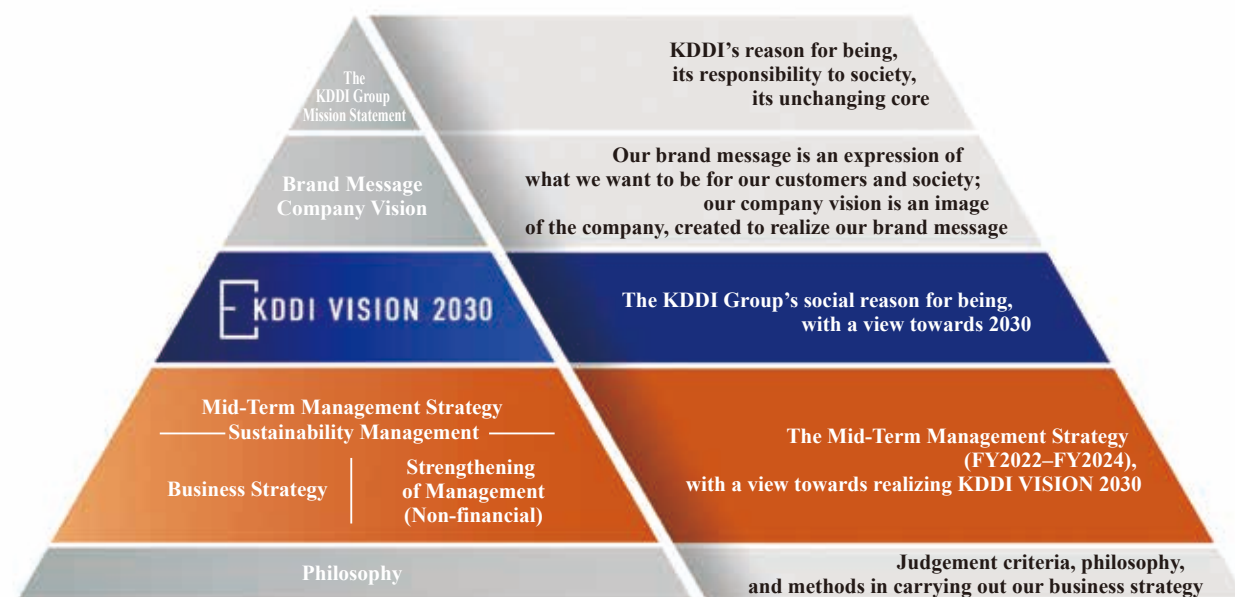 The
KDDI Group
Mission Statement
KDDI’s reason for being,
its responsibility to society,
its unchanging core
Brand Message
Company Vision
Our brand message is an expression of
what we want to be for our customers and society;
our company vision is an image
of the company, created to realize our brand message
KDDI VISION 2030
The KDDI Group’s social reason for being,
with a view towards 2030
Mid-Term Management Strategy
Sustainability Management
Business Strategy
Strengthening
of Management
(Non-financial)
The Mid-Term Management Strategy
(FY2022–FY2024),
with a view towards realizing KDDI VISION 2030
Philosophy
Judgement criteria, philosophy,
and methods in carrying out our business strategy